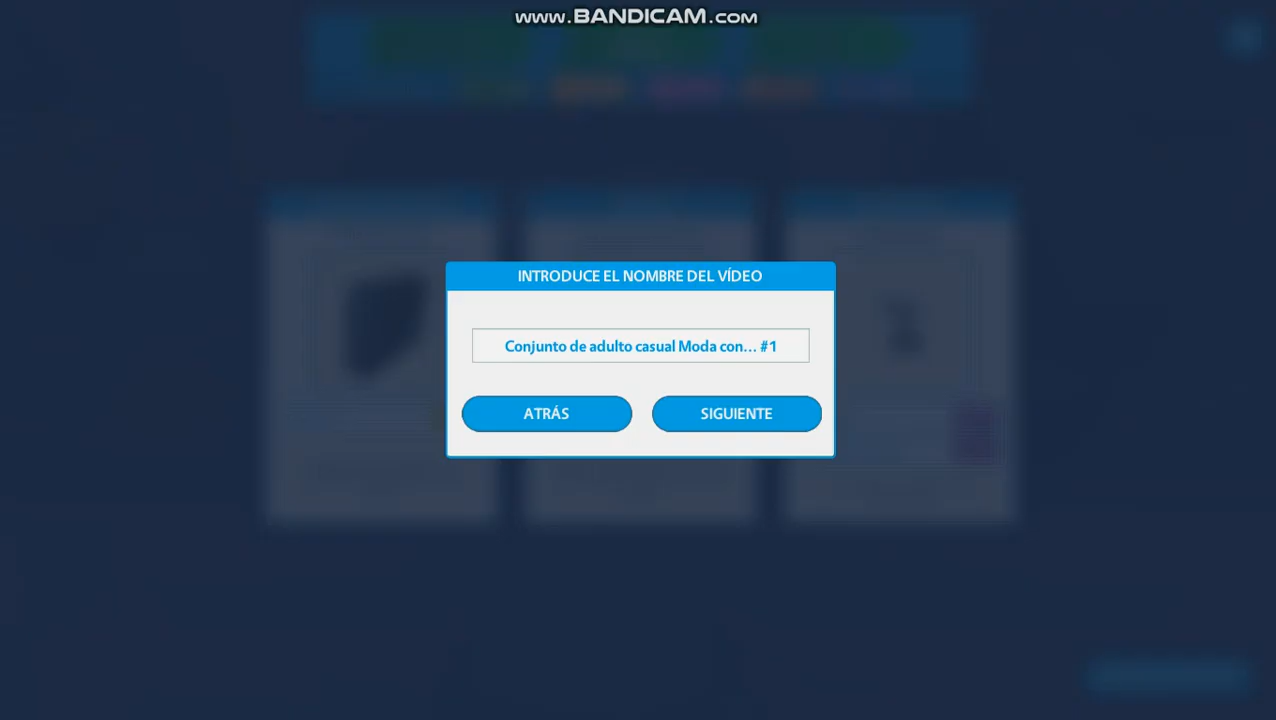 www.BANDICAM.com
INTRODUCE EL NOMBRE DEL VÍDEO
Conjunto de adulto casual Moda con... #1
ATRÁS
SIGUIENTE